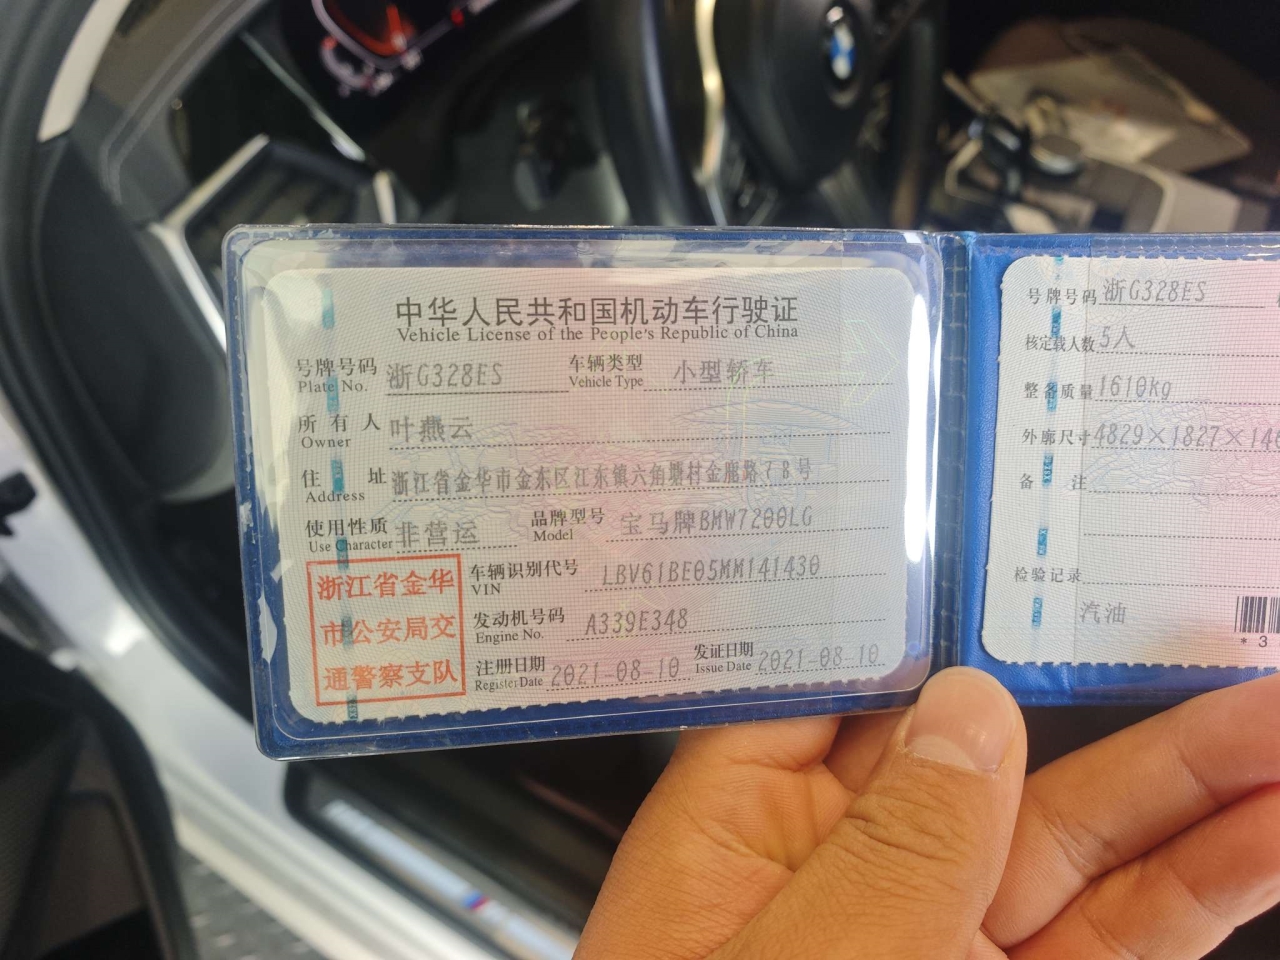 中华人民共和国机动车行驶证
Vehicle License of the People's Republic of China
号牌号码 浙G328ES 车辆类型 小型轿车
Plate No. Vehicle Type
所有人 叶燕云
Owner
住址 浙江省金华市金东区江东镇六角塘村金鹿路78号
Address
使用性质 非营运 品牌型号 宝马牌BMW7200LG
Use Character Model
浙江省金华
市公安局交
通警察支队
车辆识别代号 LBV61BE05MM141430
VIN
发动机号码 A339E348
Engine No.
注册日期 2021-08-10 发证日期 2021-08-10
Register Date Issue Date
号牌号码 浙G328ES
核定载人数 5人
整备质量 1610kg
外廓尺寸 4829×1827×14
备注
检验记录
汽油
*3